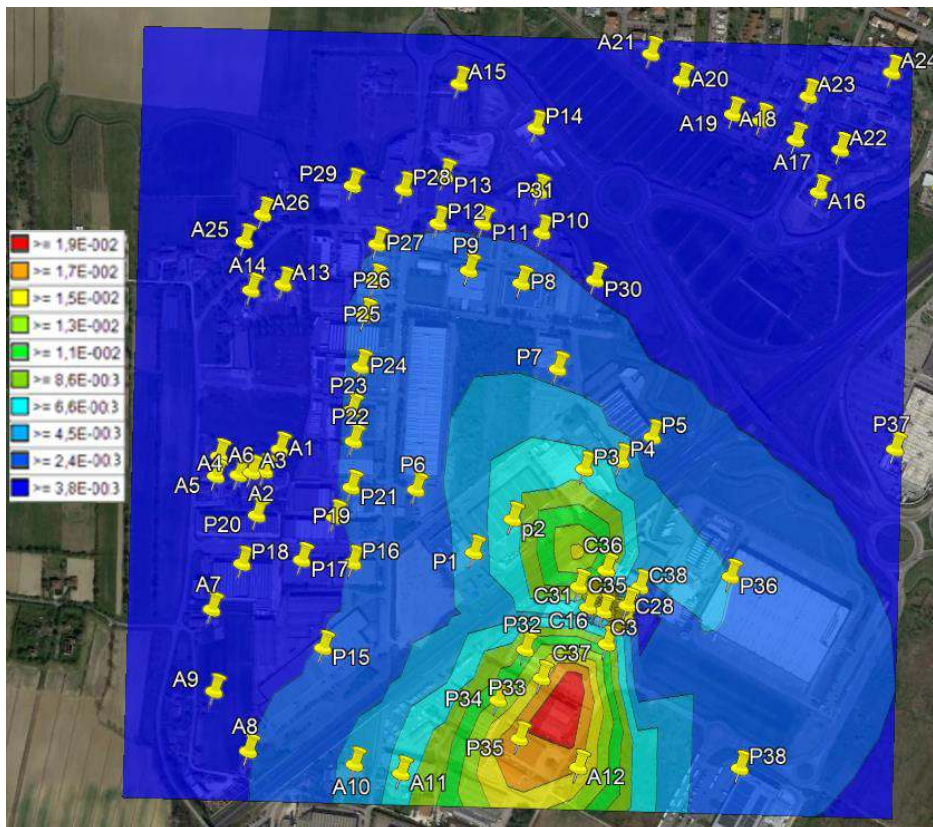 A21
A24
A15
A20
A23
P14
A19
A18
A17
A22
P29
P28
P13
P31
A16
A26
P12
P11
P10
A25
P27
P9
>= 1,9E-002
>= 1,7E-002
>= 1,5E-002
>= 1,3E-002
>= 1,1E-002
>= 8,6E-003
>= 6,6E-003
>= 4,5E-003
>= 2,4E-003
>= 3,8E-003
A14
A13
P26
P8
P30
P25
P24
P7
P23
P22
P5
P37
A1
A4
A6
A3
P3
P4
A5
A2
P6
P21
P20
P19
p2
P18
P17
P16
P1
C36
P36
A7
C31
C35
C38
C28
C16
C3
P15
P32
C37
A9
P34
P33
A8
P35
A10
A11
A12
P38